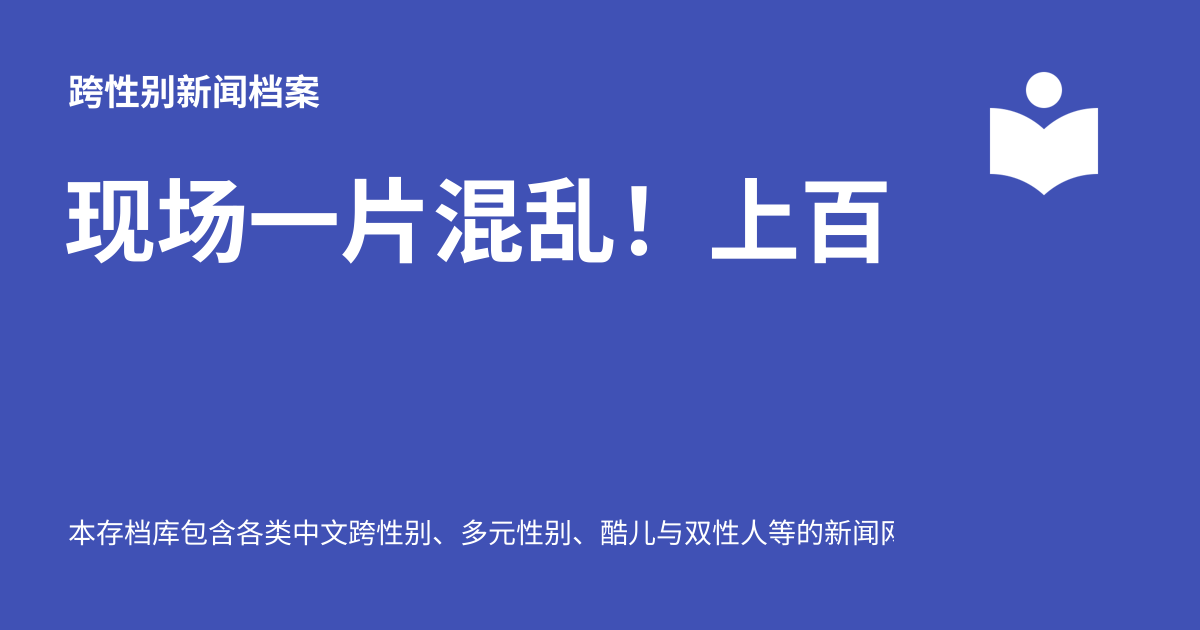 跨性别新闻档案
现场一片混乱！上百
本存档库包含各类中文跨性别、多元性别、酷儿与双性人等的新闻